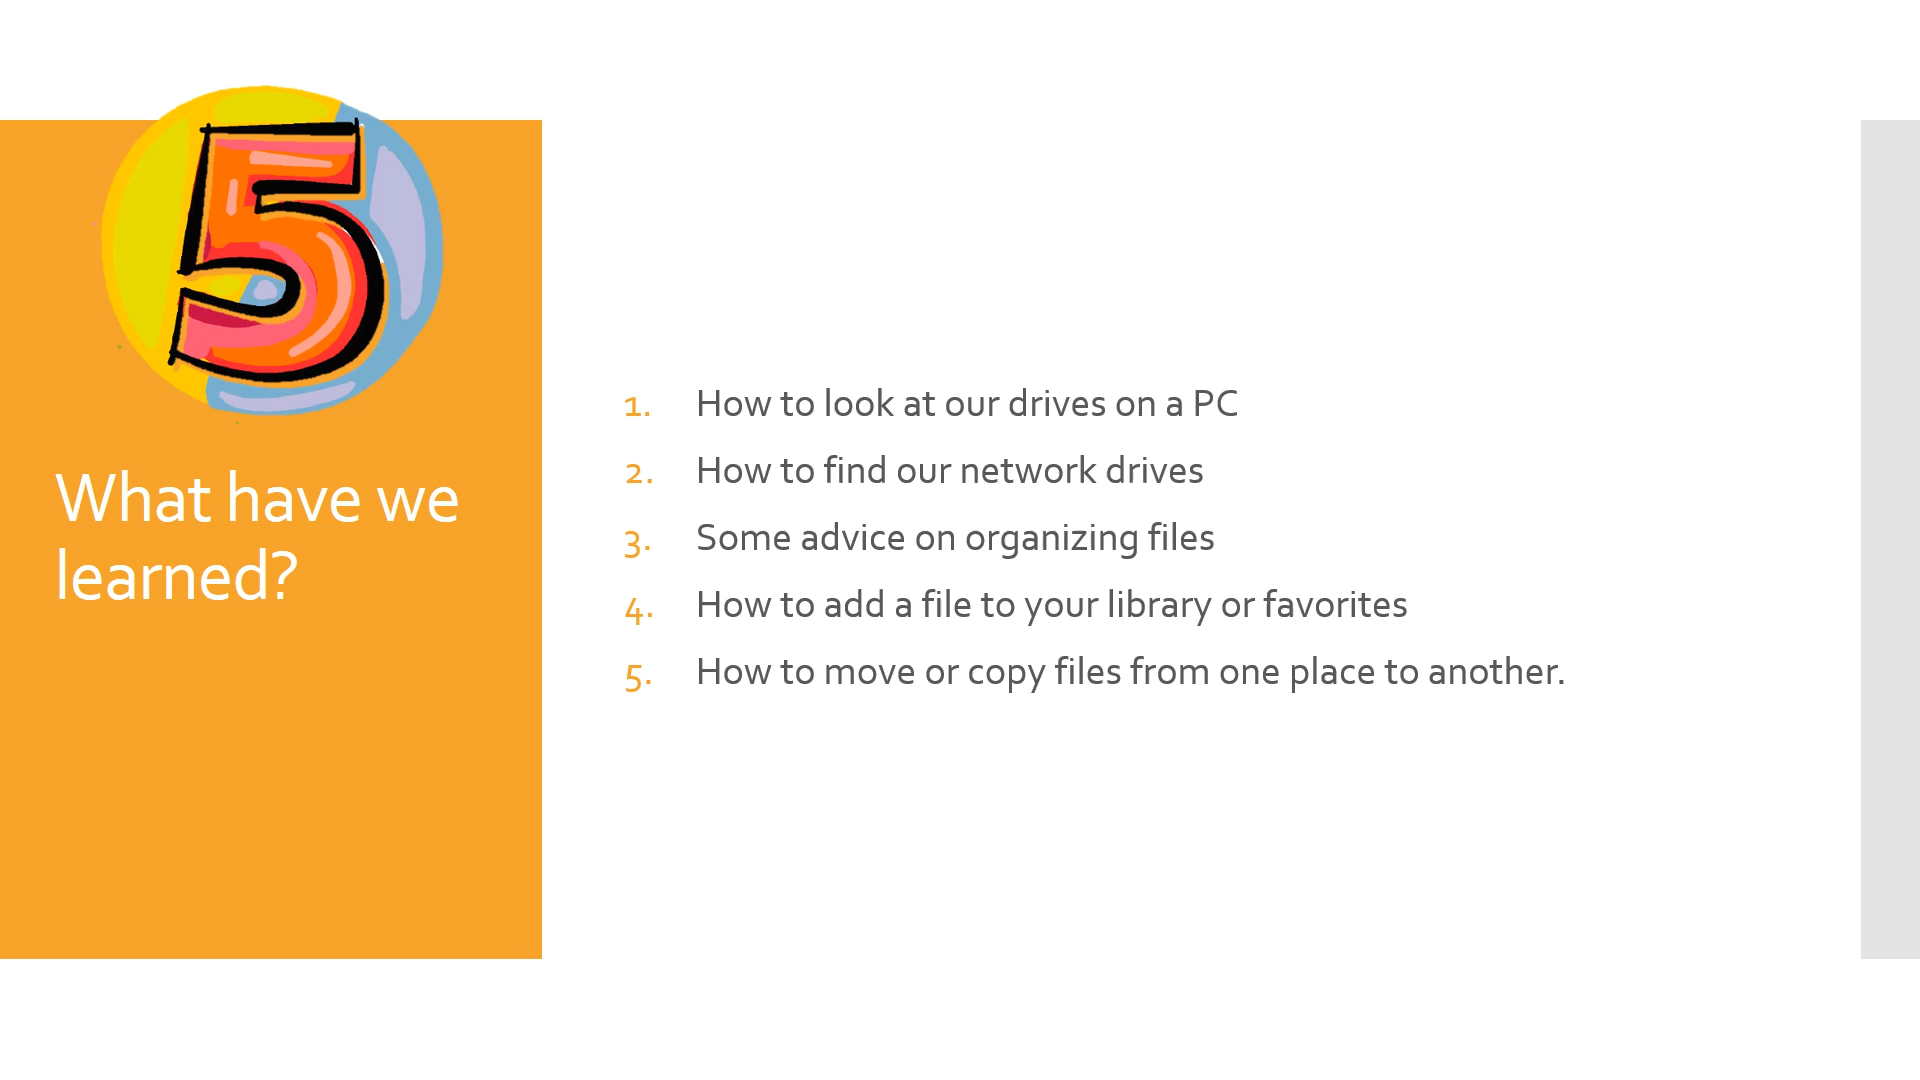 5
What have we
learned?
1. How to look at our drives on a PC
2. How to find our network drives
3. Some advice on organizing files
4. How to add a file to your library or favorites
5. How to move or copy files from one place to another.